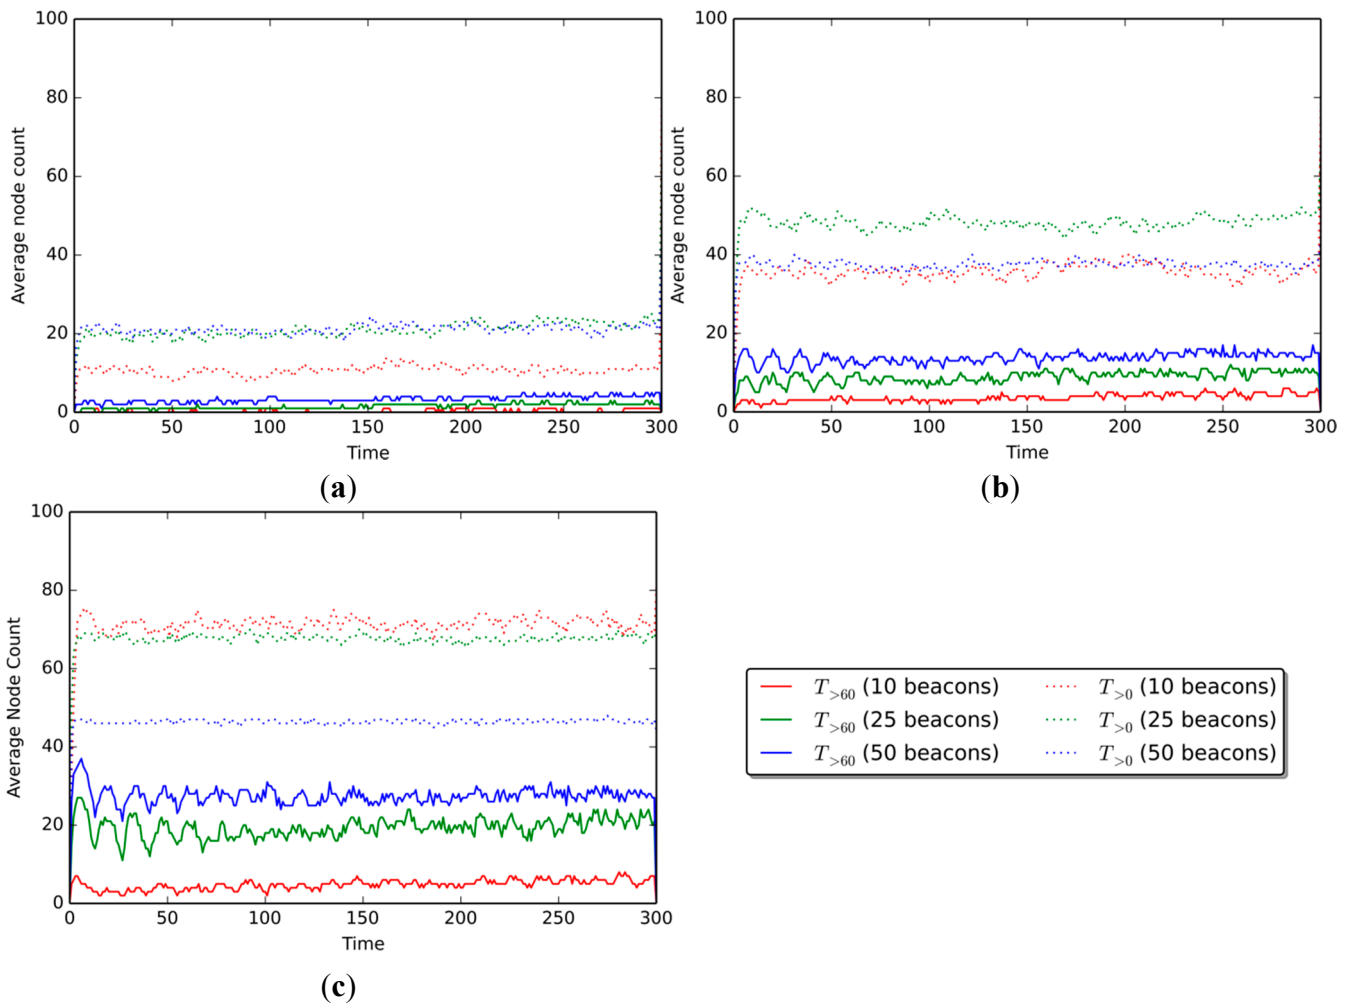 100
80
60
40
20
0
Average node count
0 50 100 150 200 250 300
Time
(a)
100
80
60
40
20
0
Average node count
0 50 100 150 200 250 300
Time
(b)
100
80
60
40
20
0
Average Node Count
0 50 100 150 200 250 300
Time
(c)
T>60 (10 beacons) T>0 (10 beacons)
T>60 (25 beacons) T>0 (25 beacons)
T>60 (50 beacons) T>0 (50 beacons)